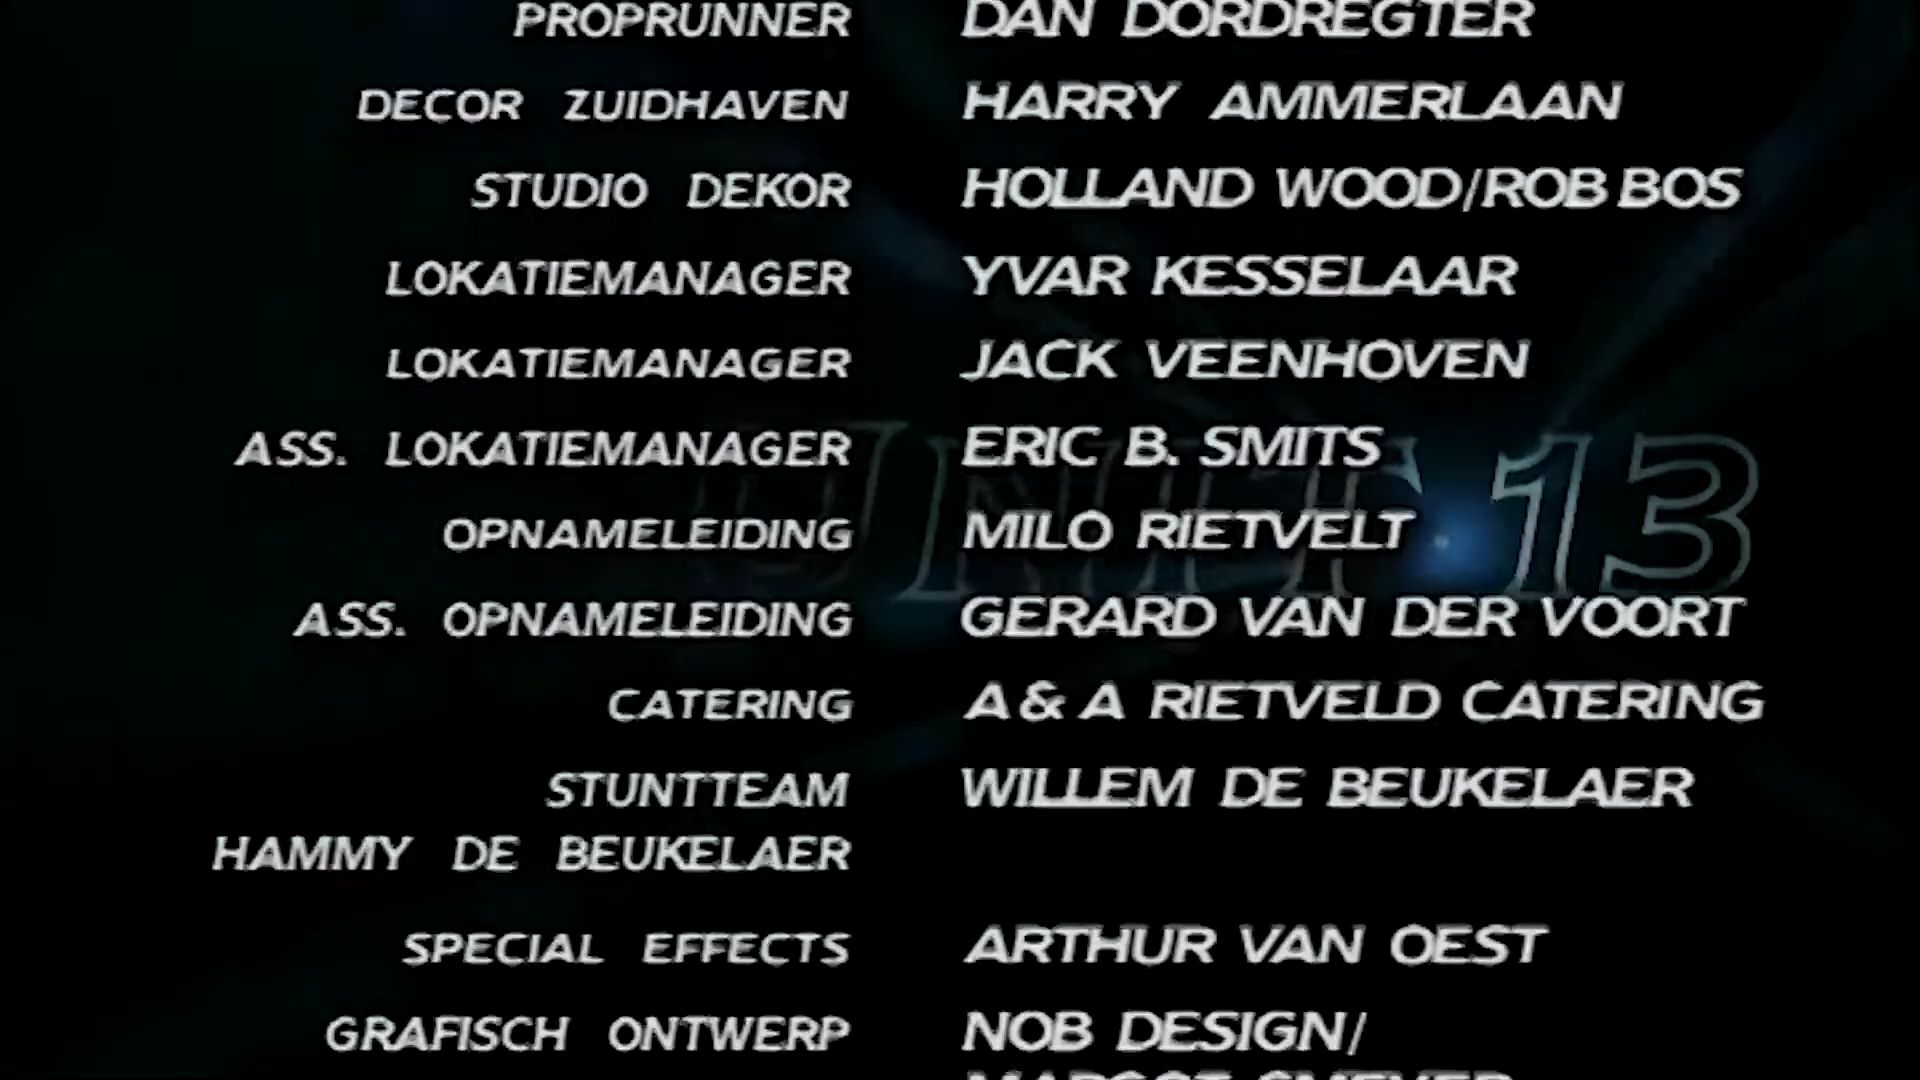 PROPRUNNER DAN DORDREGTER
DECOR ZUIDHAVEN HARRY AMMERLAAN
STUDIO DEKOR HOLLAND WOOD/ROB BOS
LOKATIEMANAGER YVAR KESSELAAR
LOKATIEMANAGER JACK VEENHOVEN
ASS. LOKATIEMANAGER ERIC B. SMITS
UNIT 13
OPNAMELEIDING MILO RIETVELT
ASS. OPNAMELEIDING GERARD VAN DER VOORT
CATERING A & A RIETVELD CATERING
STUNTTEAM WILLEM DE BEUKELAER
HAMMY DE BEUKELAER
SPECIAL EFFECTS ARTHUR VAN OEST
GRAFISCH ONTWERP NOB DESIGN/